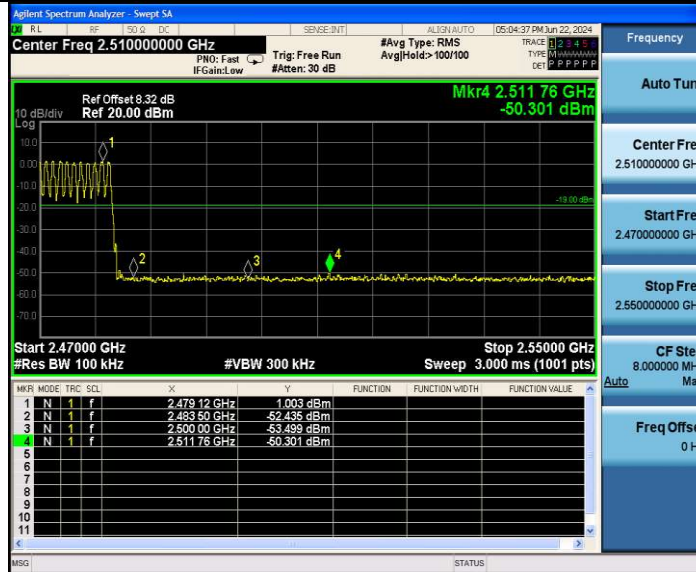 Agilent Spectrum Analyzer - Swept SA
RL RF 50 Ω DC SENSE:INT ALIGN AUTO 05:04:37 PM Jun 22, 2024
Center Freq 2.510000000 GHz
PNO: Fast
IFGain:Low
Trig: Free Run
#Atten: 30 dB
#Avg Type: RMS
Avg|Hold:> 100/100
TRACE 1 2 3 4 5 6
TYPE M
DET P P P P P P
Ref Offset 8.32 dB
Ref 20.00 dBm
10 dB/div
Log
Mkr4 2.511 76 GHz
-50.301 dBm
10.0
0.00
-10.0
-20.0
-30.0
-40.0
-50.0
-60.0
-70.0
1
2
3
4
-19.00 dBm
Start 2.47000 GHz
Stop 2.55000 GHz
#Res BW 100 kHz
#VBW 300 kHz
Sweep 3.000 ms (1001 pts)
MKR MODE TRC SCL X Y FUNCTION FUNCTION WIDTH FUNCTION VALUE
1 N 1 f 2.479 12 GHz 1.003 dBm
2 N 1 f 2.483 50 GHz -52.435 dBm
3 N 1 f 2.500 00 GHz -53.499 dBm
4 N 1 f 2.511 76 GHz -50.301 dBm
5
6
7
8
9
10
11
MSG STATUS
Frequency
Auto Tun
Center Fre
2.510000000 GH
Start Fre
2.470000000 GH
Stop Fre
2.550000000 GH
CF Ste
8.000000 MH
Auto Ma
Freq Offse
0 H